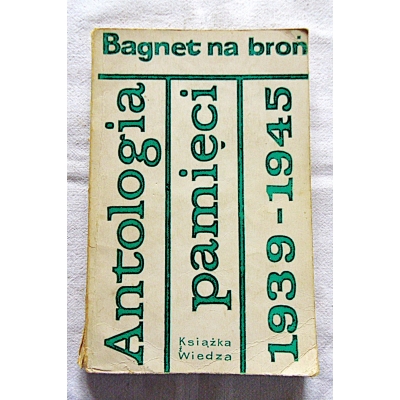 Bagnet na broń
Antologia
pamięci
1939-1945
Książka
i
Wiedza